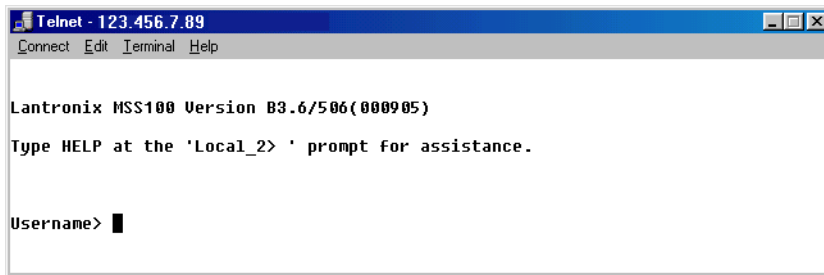 Telnet - 123.456.7.89
Connect Edit Terminal Help
Lantronix MSS100 Version B3.6/506(000905)
Type HELP at the 'Local_2> ' prompt for assistance.
Username>